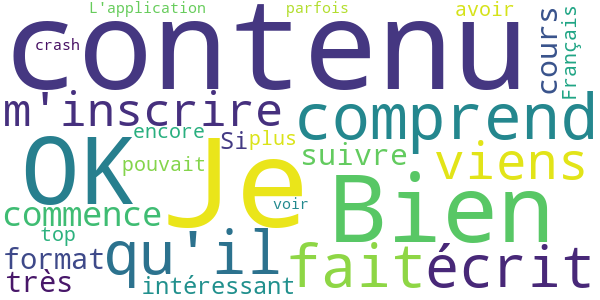 L'application
parfois
avoir
contenu
crash
cours
Français
m'inscrire
comprend
encore
Si
plus
OK
Je
pouvait
suivre
viens
voir
Bien
commence
top
format
qu'il
fait
écrit
très
intéressant